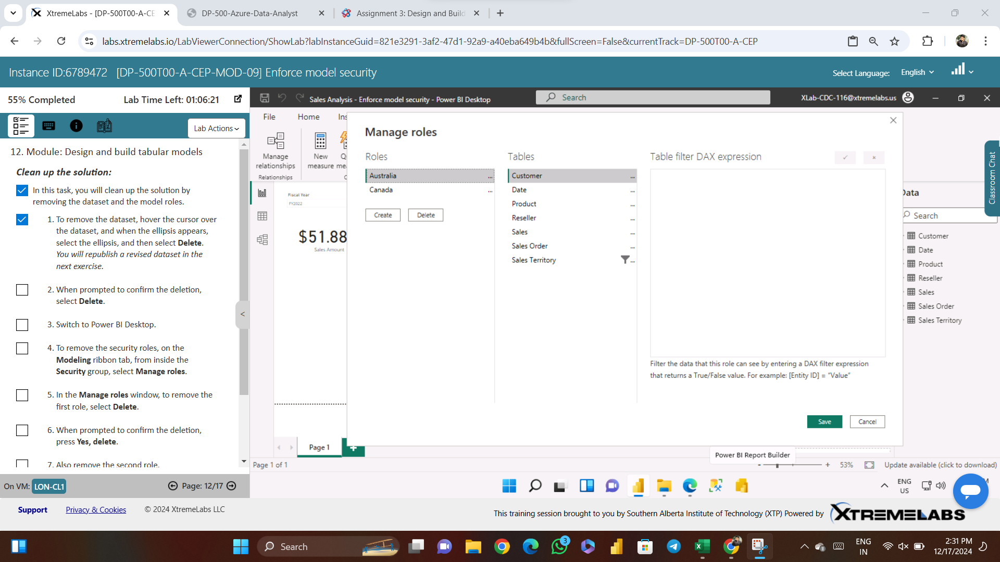 XtremeLabs - [DP-500T00-A-CE
DP-500-Azure-Data-Analyst
Assignment 3: Design and Build
labs.xtremelabs.io/LabViewerConnection/ShowLab?labInstanceGuid=821e3291-3af2-47d1-92a9-a40eba649b4b&fullScreen=False&currentTrack=DP-500T00-A-CEP
Instance ID:6789472 [DP-500T00-A-CEP-MOD-09] Enforce model security
Select Language:
English
55% Completed
Lab Time Left: 01:06:21
Lab Actions
12. Module: Design and build tabular models
Clean up the solution:
In this task, you will clean up the solution by
removing the dataset and the model roles.
1. To remove the dataset, hover the cursor over
the dataset, and when the ellipsis appears,
select the ellipsis, and then select Delete.
You will republish a revised dataset in the
next exercise.
2. When prompted to confirm the deletion,
select Delete.
3. Switch to Power BI Desktop.
4. To remove the security roles, on the
Modeling ribbon tab, from inside the
Security group, select Manage roles.
5. In the Manage roles window, to remove the
first role, select Delete.
6. When prompted to confirm the deletion,
press Yes, delete.
7. Also remove the second role.
<
On VM: LON-CL1
Page: 12/17
Sales Analysis - Enforce model security - Power BI Desktop
Search
XLab-CDC-116@xtremelabs.us
File
Home
Ins
Manage
relationships
Relationships
New
measure
Q
me
C
Fiscal Year
FY2022
$51.88
Sales Amount
Manage roles
Roles
Australia
...
Canada
...
Create
Delete
Tables
Customer
...
Date
...
Product
...
Reseller
...
Sales
...
Sales Order
...
Sales Territory
...
Table filter DAX expression
Filter the data that this role can see by entering a DAX filter expression
that returns a True/False value. For example: [Entity ID] = "Value"
Save
Cancel
Data
Search
Customer
Date
Product
Reseller
Sales
Sales Order
Sales Territory
Classroom Chat
Page 1
+
Page 1 of 1
Power BI Report Builder
-
+
53%
Update available (click to download)
ENG
US
M
Support
Privacy & Cookies
© 2024 XtremeLabs LLC
This training session brought to you by Southern Alberta Institute of Technology (XTP) Powered by
XTREMELABS
Search
3
ENG
IN
2:31 PM
12/17/2024